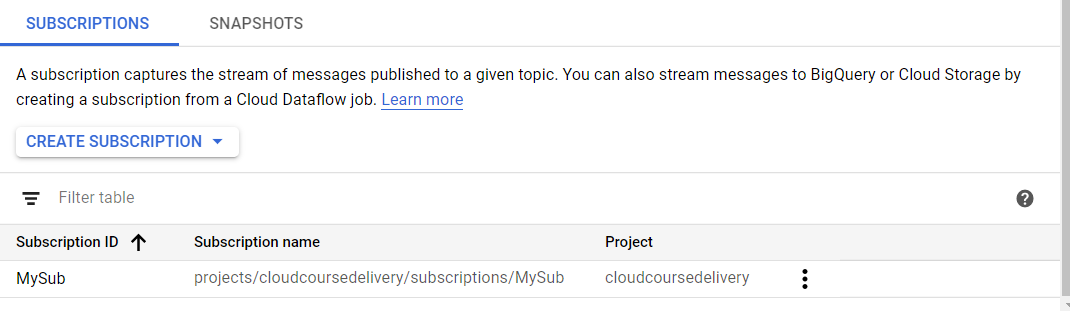 SUBSCRIPTIONS SNAPSHOTS
A subscription captures the stream of messages published to a given topic. You can also stream messages to BigQuery or Cloud Storage by
creating a subscription from a Cloud Dataflow job. Learn more
CREATE SUBSCRIPTION
Filter table
Subscription ID Subscription name Project
MySub projects/cloudcoursedelivery/subscriptions/MySub cloudcoursedelivery